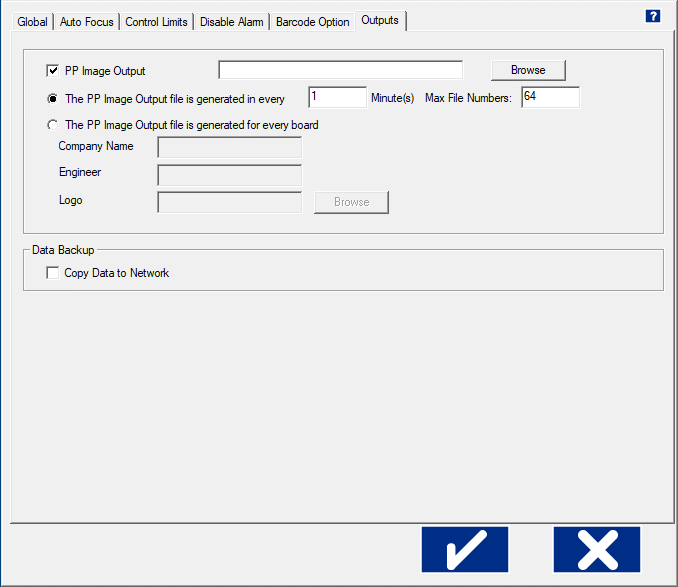 Global Auto Focus Control Limits Disable Alarm Barcode Option Outputs ?
PP Image Output Browse
The PP Image Output file is generated in every 1 Minute(s) Max File Numbers: 64
The PP Image Output file is generated for every board
Company Name
Engineer
Logo Browse
Data Backup
Copy Data to Network